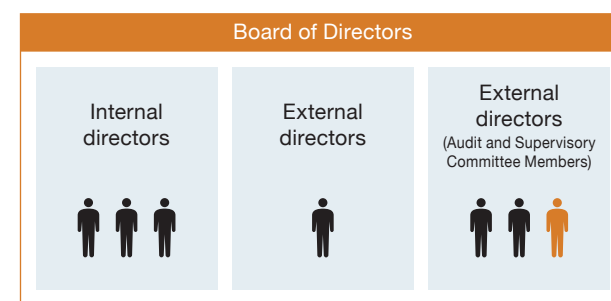 Board of Directors
Internal
directors
External
directors
External
directors
(Audit and Supervisory
Committee Members)